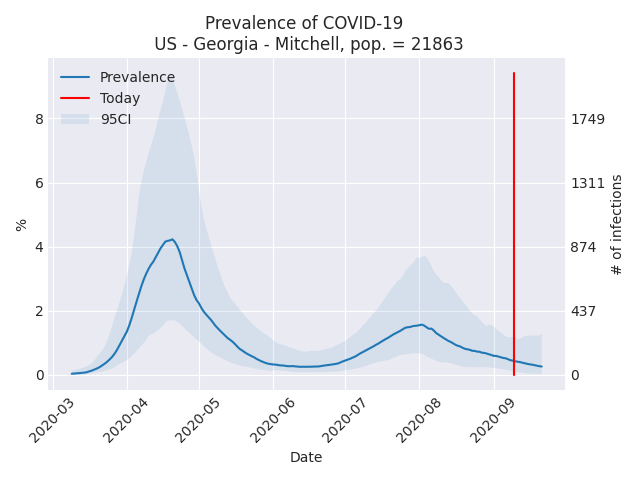 Prevalence of COVID-19
US - Georgia - Mitchell, pop. = 21863
Prevalence
Today
95CI
%
8
6
4
2
0
1749
1311
874
437
0
# of infections
2020-03
2020-04
2020-05
2020-06
2020-07
2020-08
2020-09
Date